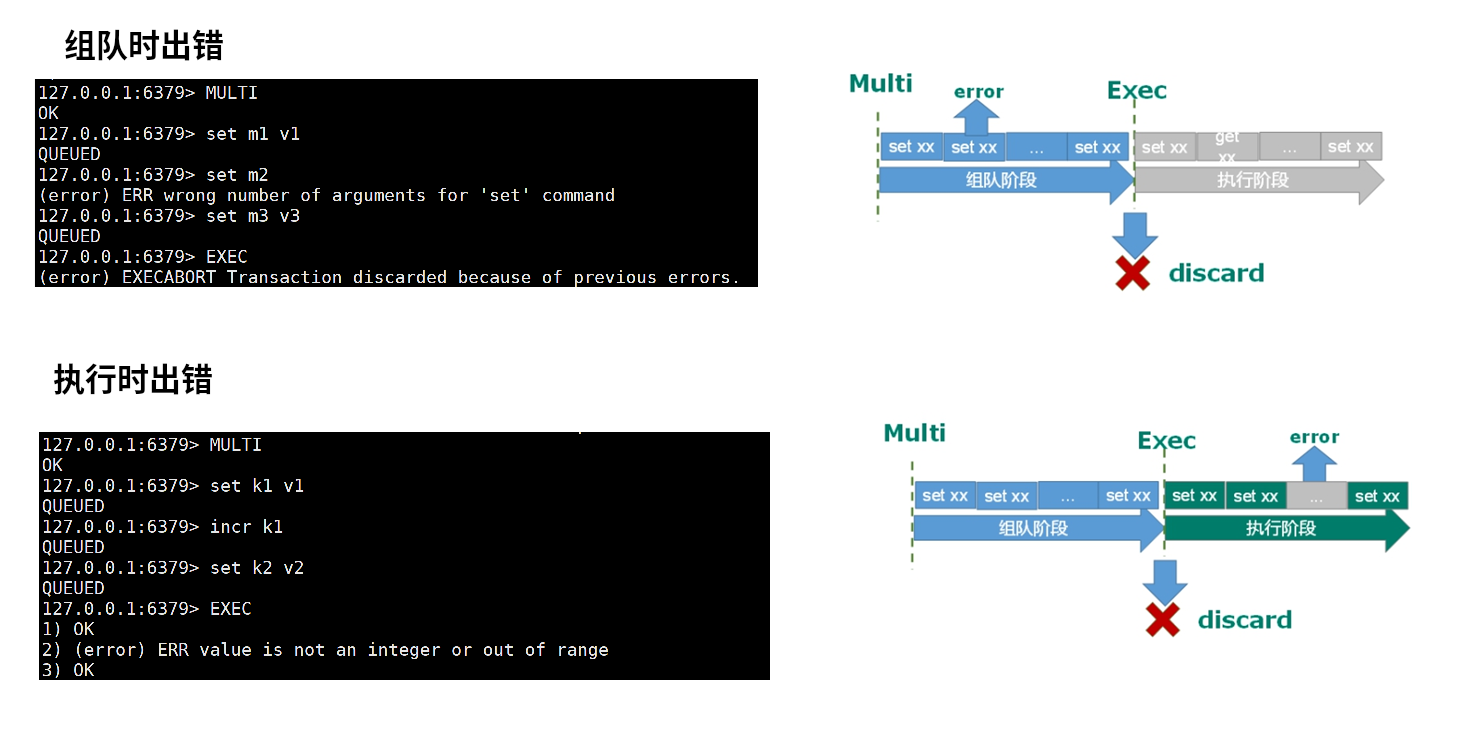 组队时出错
127.0.0.1:6379> MULTI
OK
127.0.0.1:6379> set m1 v1
QUEUED
127.0.0.1:6379> set m2
(error) ERR wrong number of arguments for 'set' command
127.0.0.1:6379> set m3 v3
QUEUED
127.0.0.1:6379> EXEC
(error) EXECABORT Transaction discarded because of previous errors.
Multi
error
Exec
set xx
set xx
...
set xx
set xx
get
xx
...
set xx
组队阶段
执行阶段
discard
执行时出错
127.0.0.1:6379> MULTI
OK
127.0.0.1:6379> set k1 v1
QUEUED
127.0.0.1:6379> incr k1
QUEUED
127.0.0.1:6379> set k2 v2
QUEUED
127.0.0.1:6379> EXEC
1) OK
2) (error) ERR value is not an integer or out of range
3) OK
Multi
Exec
error
set xx
set xx
...
set xx
set xx
set xx
...
set xx
组队阶段
执行阶段
discard